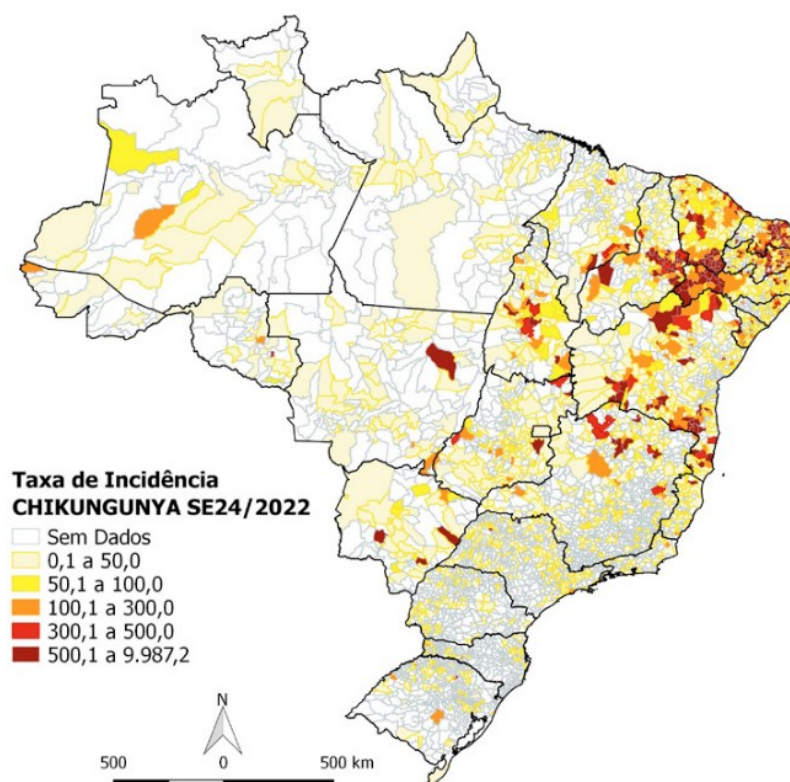 Taxa de Incidência
CHIKUNGUNYA SE24/2022
Sem Dados
0,1 a 50,0
50,1 a 100,0
100,1 a 300,0
300,1 a 500,0
500,1 a 9.987,2
N
500 0 500 km